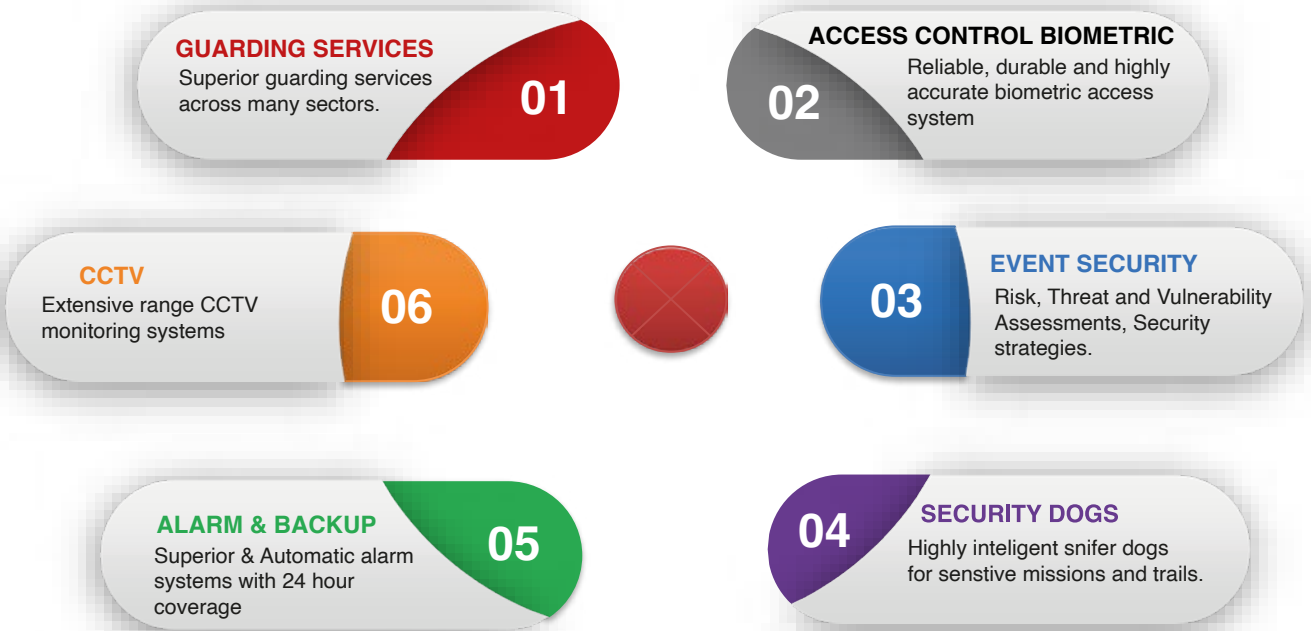 GUARDING SERVICES
Superior guarding services
across many sectors.
01
ACCESS CONTROL BIOMETRIC
Reliable, durable and highly
accurate biometric access
system
02
EVENT SECURITY
Risk, Threat and Vulnerability
Assessments, Security
strategies.
03
SECURITY DOGS
Highly inteligent snifer dogs
for senstive missions and trails.
04
ALARM & BACKUP
Superior & Automatic alarm
systems with 24 hour
coverage
05
CCTV
Extensive range CCTV
monitoring systems
06